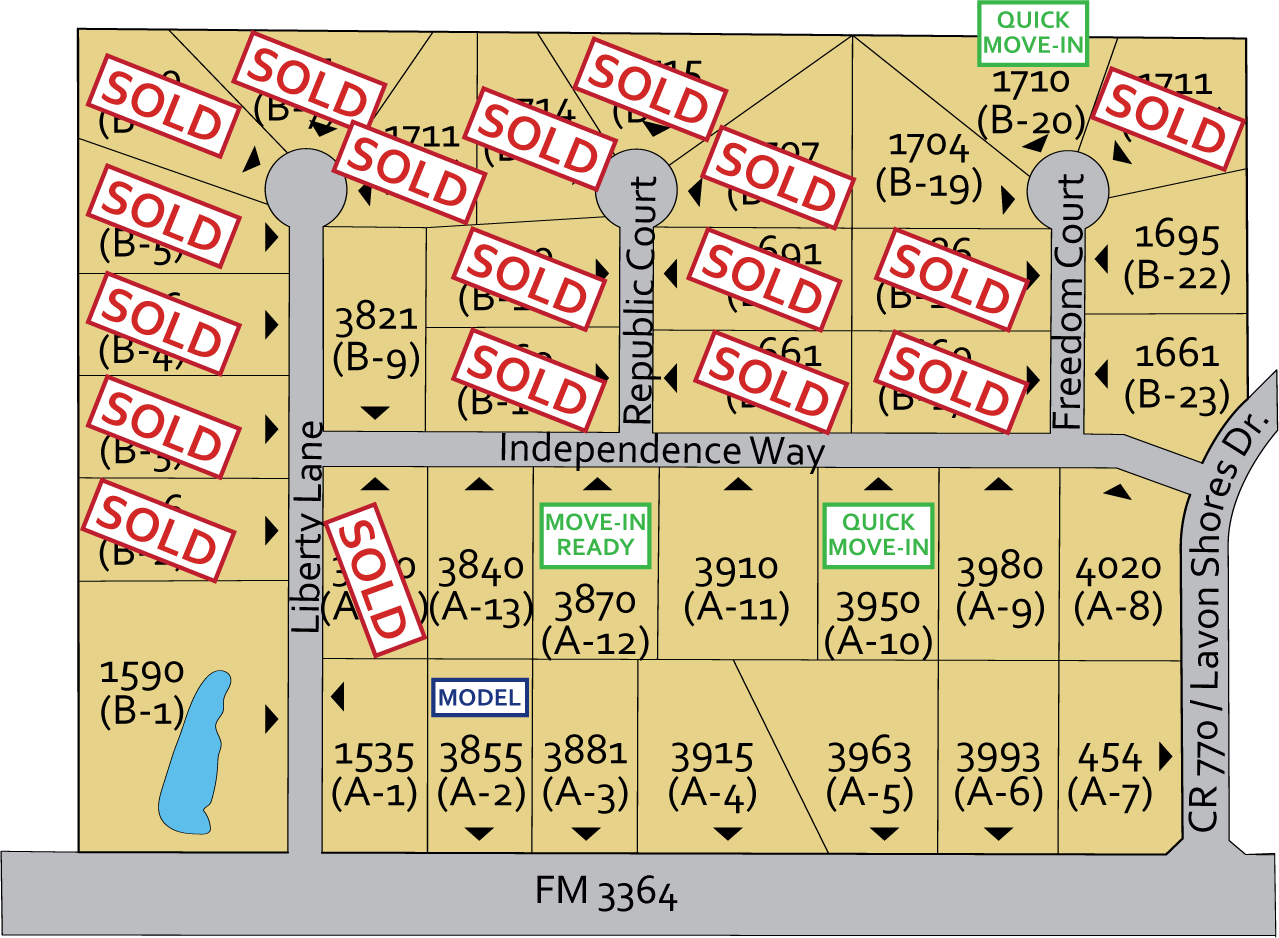 QUICK
MOVE-IN
SOLD
SOLD
SOLD
1711
SOLD
SOLD
SOLD
1704
(B-19)
1710
(B-20)
1711
SOLD
SOLD
(B-5)
SOLD
(B-4)
SOLD
(B-3)
SOLD
3821
(B-9)
SOLD
SOLD
SOLD
SOLD
SOLD
SOLD
1695
(B-22)
1661
(B-23)
Republic Court
Freedom Court
Liberty Lane
Independence Way
CR 770 / Lavon Shores Dr.
SOLD
3840
(A-13)
MOVE-IN
READY
3870
(A-12)
3910
(A-11)
QUICK
MOVE-IN
3950
(A-10)
3980
(A-9)
4020
(A-8)
1590
(B-1)
1535
(A-1)
MODEL
3855
(A-2)
3881
(A-3)
3915
(A-4)
3963
(A-5)
3993
(A-6)
454
(A-7)
FM 3364